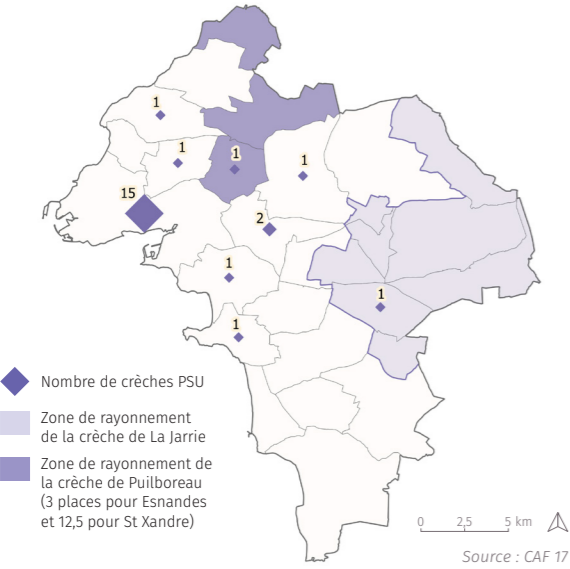 1
1
1
1
15
2
1
1
1
Nombre de crèches PSU
Zone de rayonnement
de la crèche de La Jarrie
Zone de rayonnement de
la crèche de Puilboreau
(3 places pour Esnandes
et 12,5 pour St Xandre)
0 2,5 5 km
Source : CAF 17